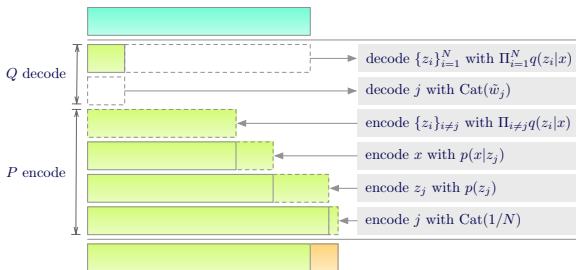 Q decode
decode {z_i}_{i=1}^N with Π_{i=1}^N q(z_i|x)
decode j with Cat(w̃_j)
P encode
encode {z_i}_{i≠j} with Π_{i≠j} q(z_i|x)
encode x with p(x|z_j)
encode z_j with p(z_j)
encode j with Cat(1/N)